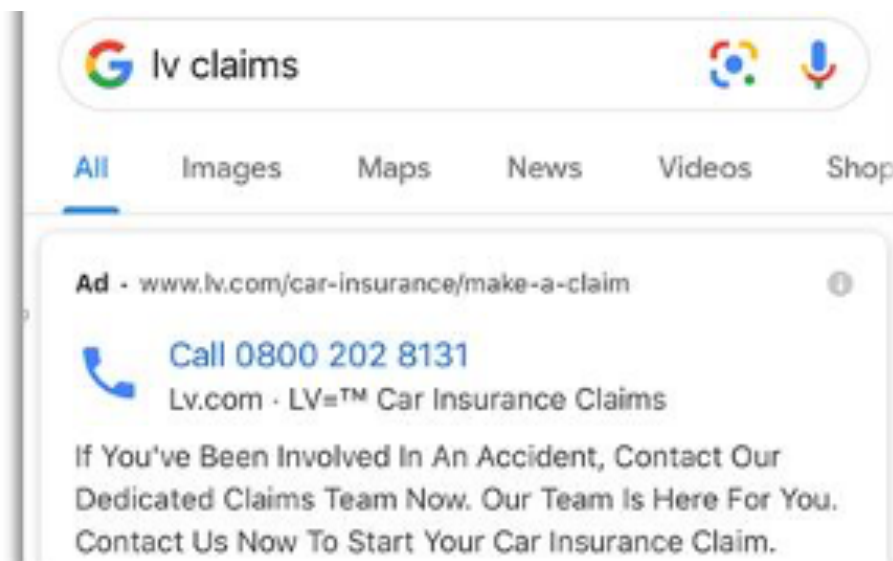 lv claims
All Images Maps News Videos Shop
Ad · www.lv.com/car-insurance/make-a-claim
Call 0800 202 8131
Lv.com · LV=™ Car Insurance Claims
If You've Been Involved In An Accident, Contact Our
Dedicated Claims Team Now. Our Team Is Here For You.
Contact Us Now To Start Your Car Insurance Claim.